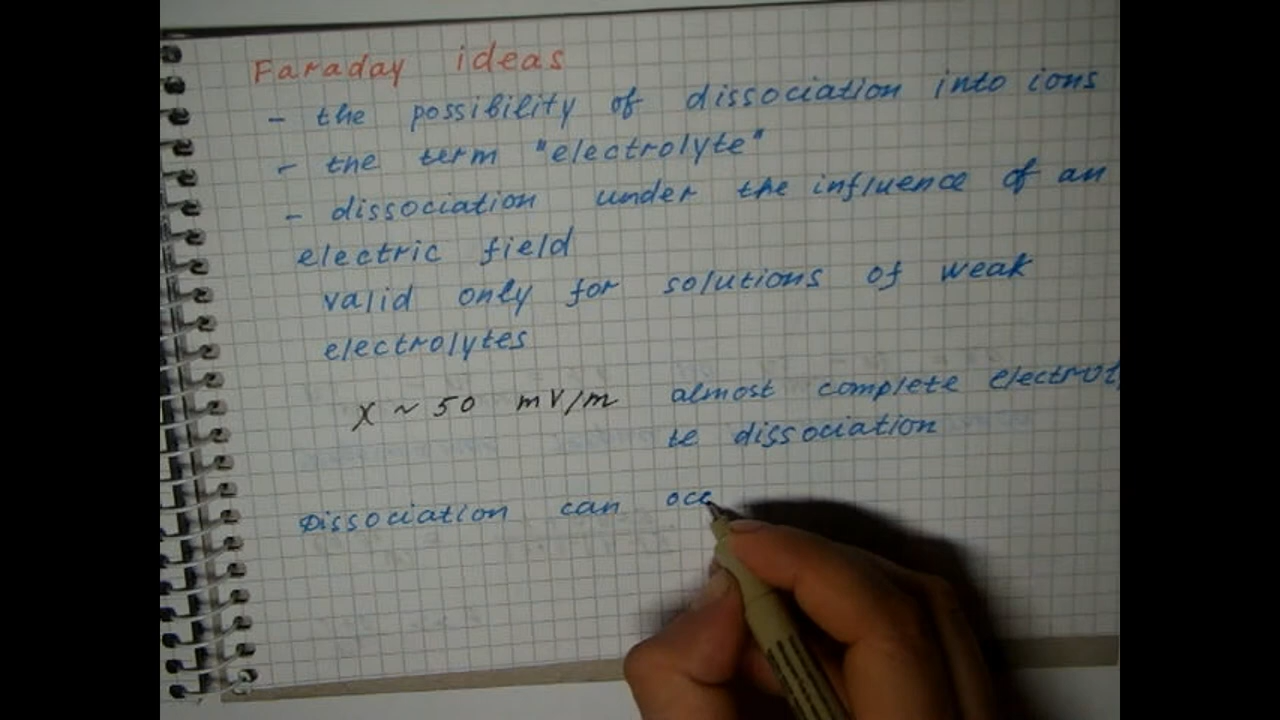 Faraday ideas
- the possibility of dissociation into ions
- the term "electrolyte"
- dissociation under the influence of an
electric field
valid only for solutions of weak
electrolytes
X ~ 50 mV/m almost complete electroly
te dissociation
Dissociation can occ